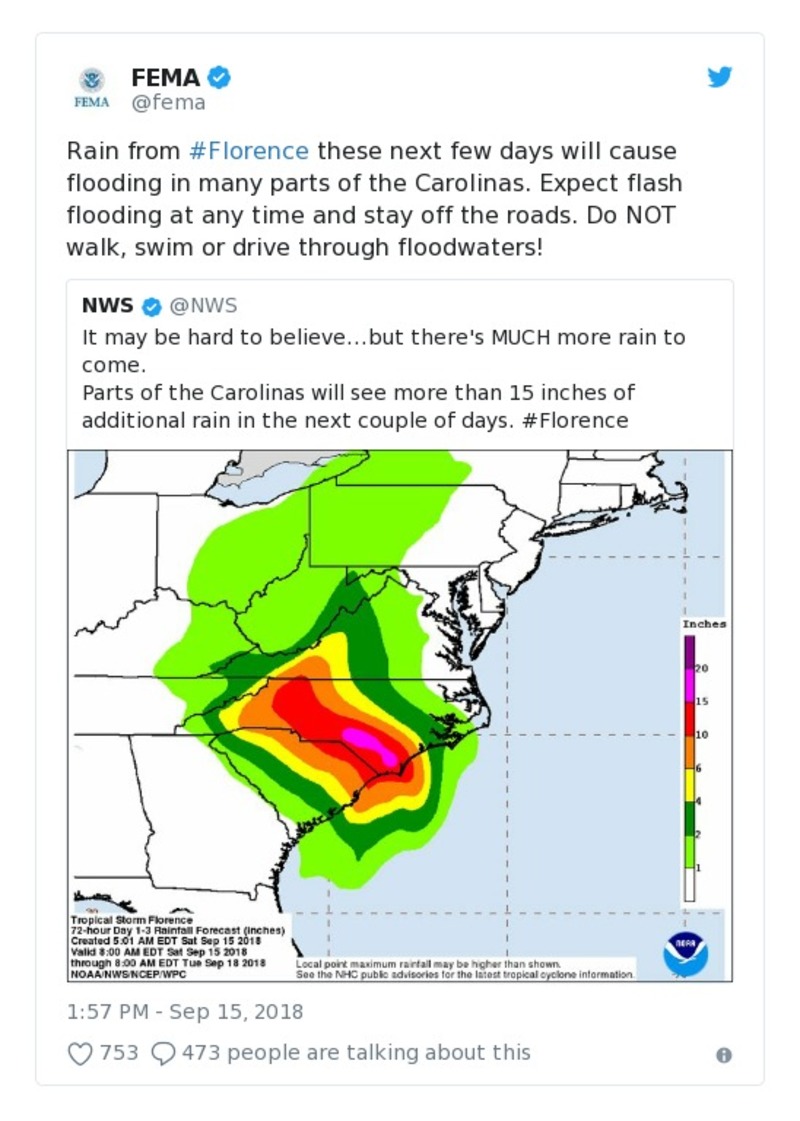 FEMA
@fema
FEMA
Rain from #Florence these next few days will cause
flooding in many parts of the Carolinas. Expect flash
flooding at any time and stay off the roads. Do NOT
walk, swim or drive through floodwaters!
NWS @NWS
It may be hard to believe...but there's MUCH more rain to
come.
Parts of the Carolinas will see more than 15 inches of
additional rain in the next couple of days. #Florence
Inches
20
15
10
6
4
2
1
Tropical Storm Florence
72-hour Day 1-3 Rainfall Forecast (inches)
Created 5:01 AM EDT Sat Sep 15 2018
Valid 8:00 AM EDT Sat Sep 15 2018
through 8:00 AM EDT Tue Sep 18 2018
NOAA/NWS/NCEP/WPC
Local point maximum rainfall may be higher than shown.
See the NHC public advisories for the latest tropical cyclone information.
NOAA
1:57 PM - Sep 15, 2018
753 473 people are talking about this